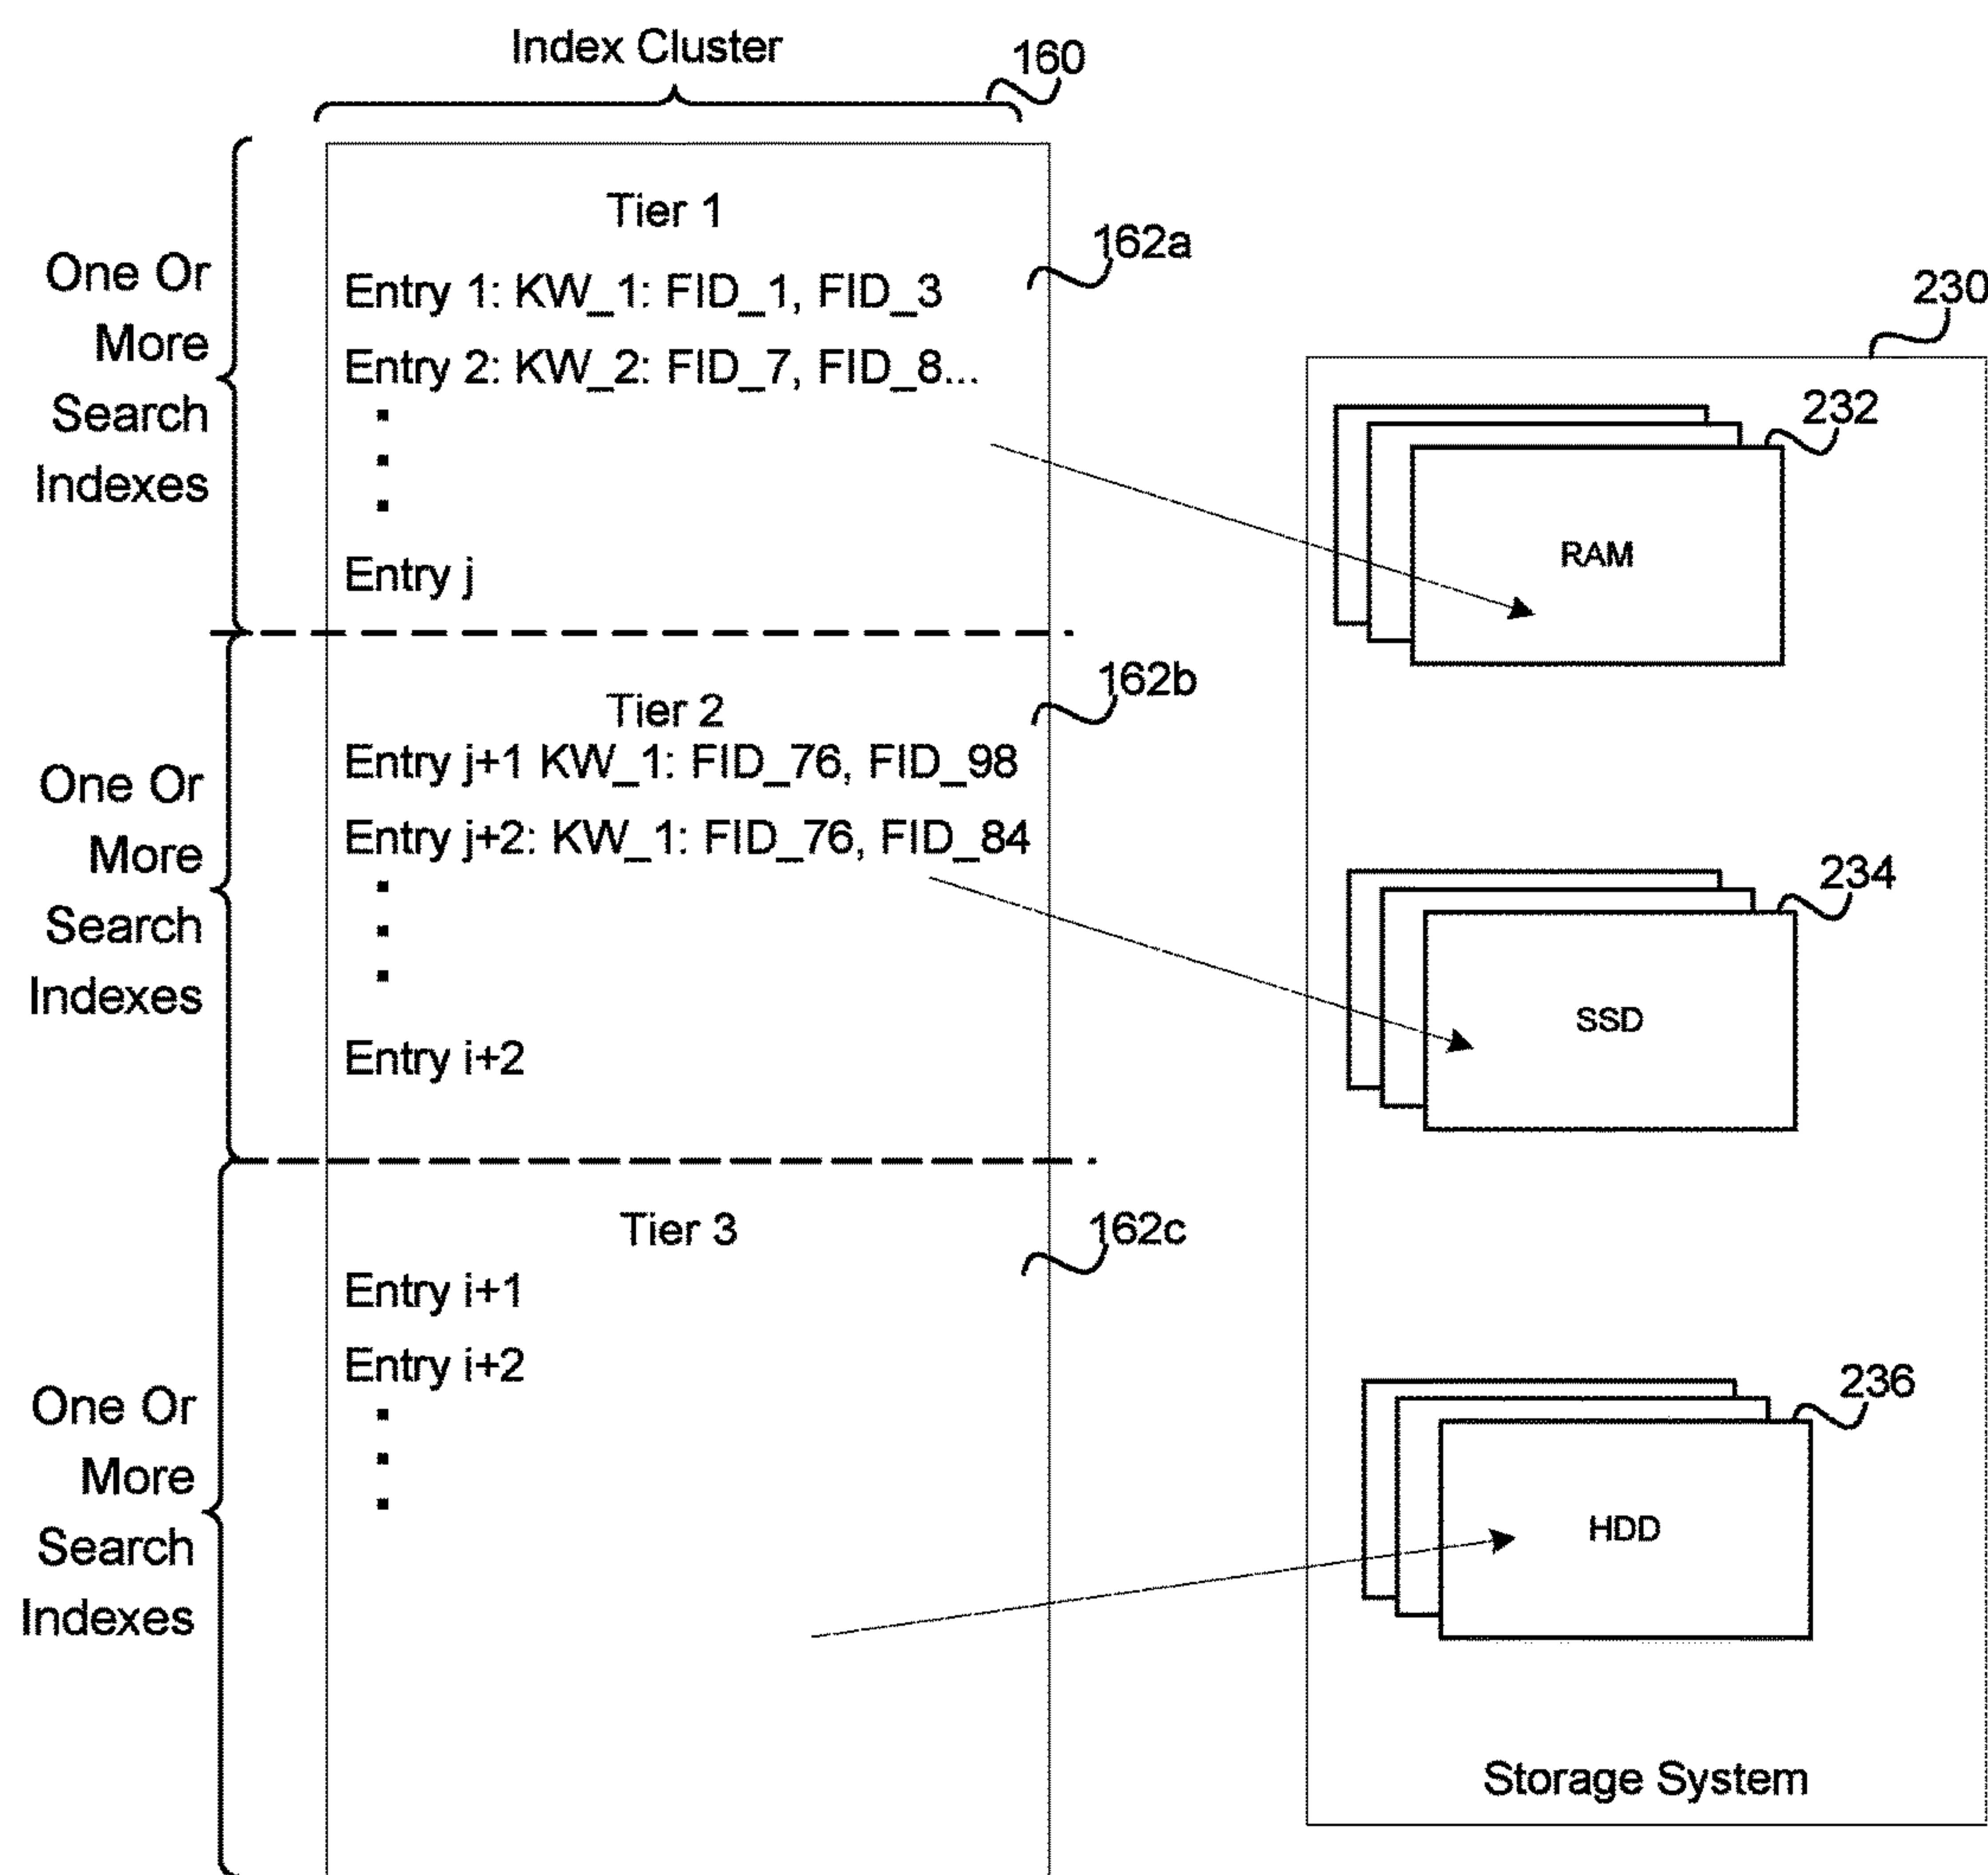 Index Cluster
160
One Or
More
Search
Indexes
Tier 1
162a
Entry 1: KW_1: FID_1, FID_3
Entry 2: KW_2: FID_7, FID_8...
Entry j
One Or
More
Search
Indexes
Tier 2
162b
Entry j+1 KW_1: FID_76, FID_98
Entry j+2: KW_1: FID_76, FID_84
Entry i+2
One Or
More
Search
Indexes
Tier 3
162c
Entry i+1
Entry i+2
230
232
RAM
234
SSD
236
HDD
Storage System